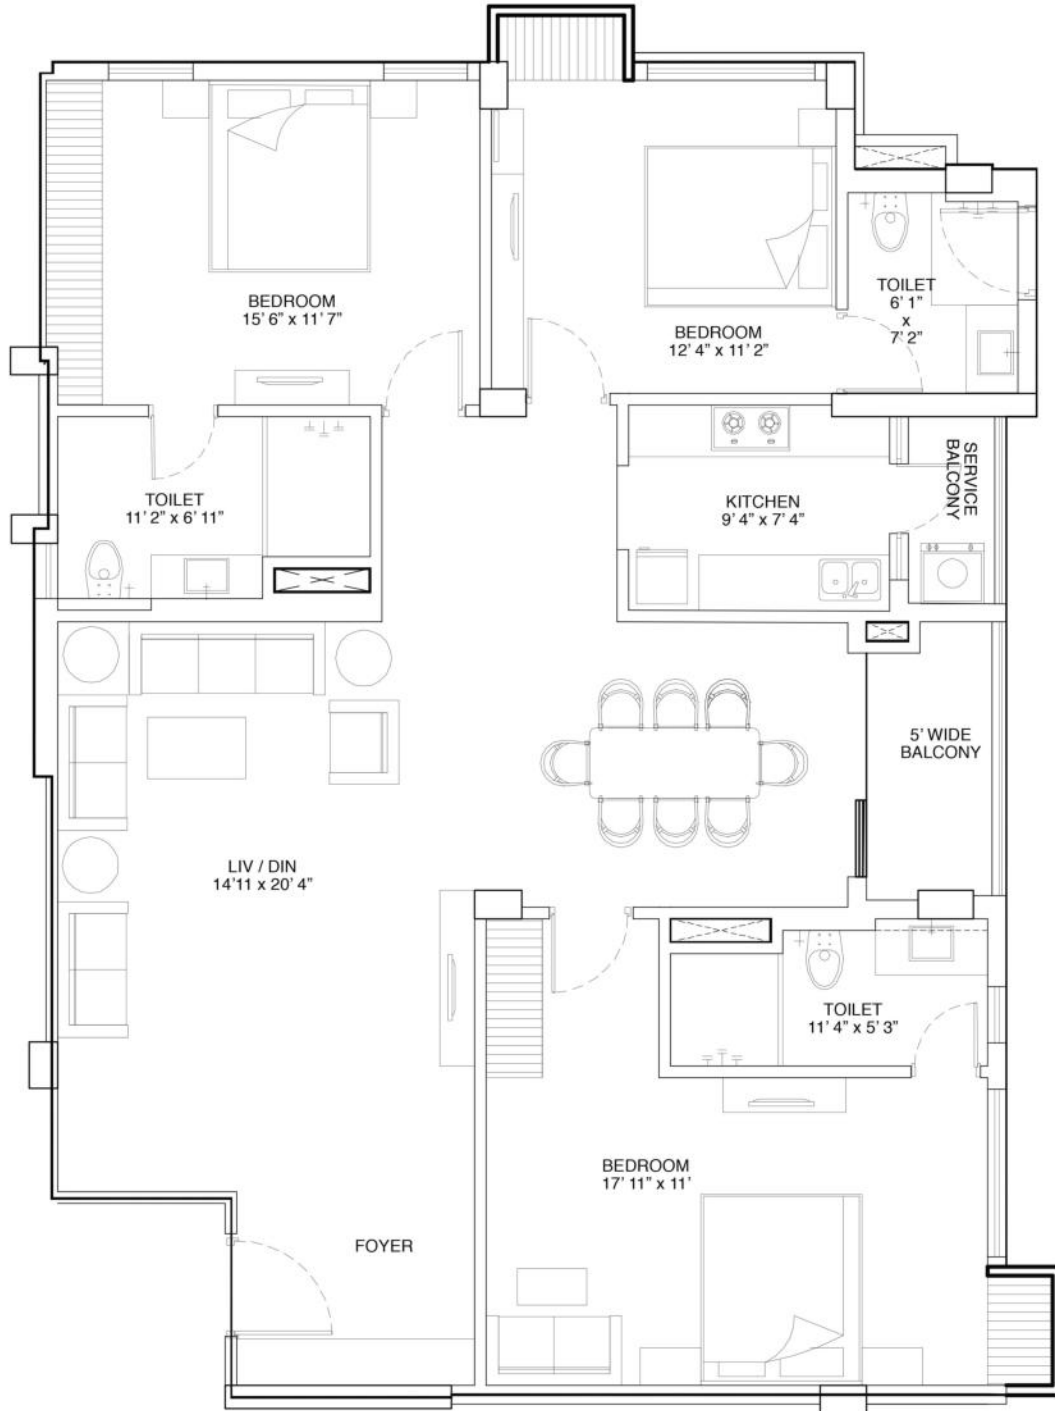 BEDROOM
15' 6" x 11' 7"
BEDROOM
12' 4" x 11' 2"
TOILET
6' 1"
x
7' 2"
TOILET
11' 2" x 6' 11"
KITCHEN
9' 4" x 7' 4"
SERVICE
BALCONY
5' WIDE
BALCONY
LIV / DIN
14'11 x 20' 4"
TOILET
11' 4" x 5' 3"
BEDROOM
17' 11" x 11'
FOYER